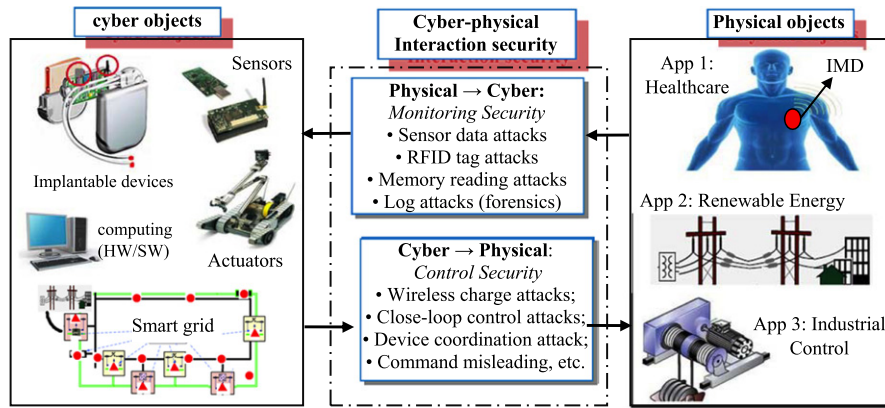 cyber objects
Sensors
Implantable devices
computing
(HW/SW)
Actuators
Smart grid
Cyber-physical
Interaction security
Physical → Cyber:
Monitoring Security
• Sensor data attacks
• RFID tag attacks
• Memory reading attacks
• Log attacks (forensics)
Cyber → Physical:
Control Security
• Wireless charge attacks;
• Close-loop control attacks;
• Device coordination attack;
• Command misleading, etc.
Physical objects
App 1:
Healthcare
IMD
App 2: Renewable Energy
App 3: Industrial
Control